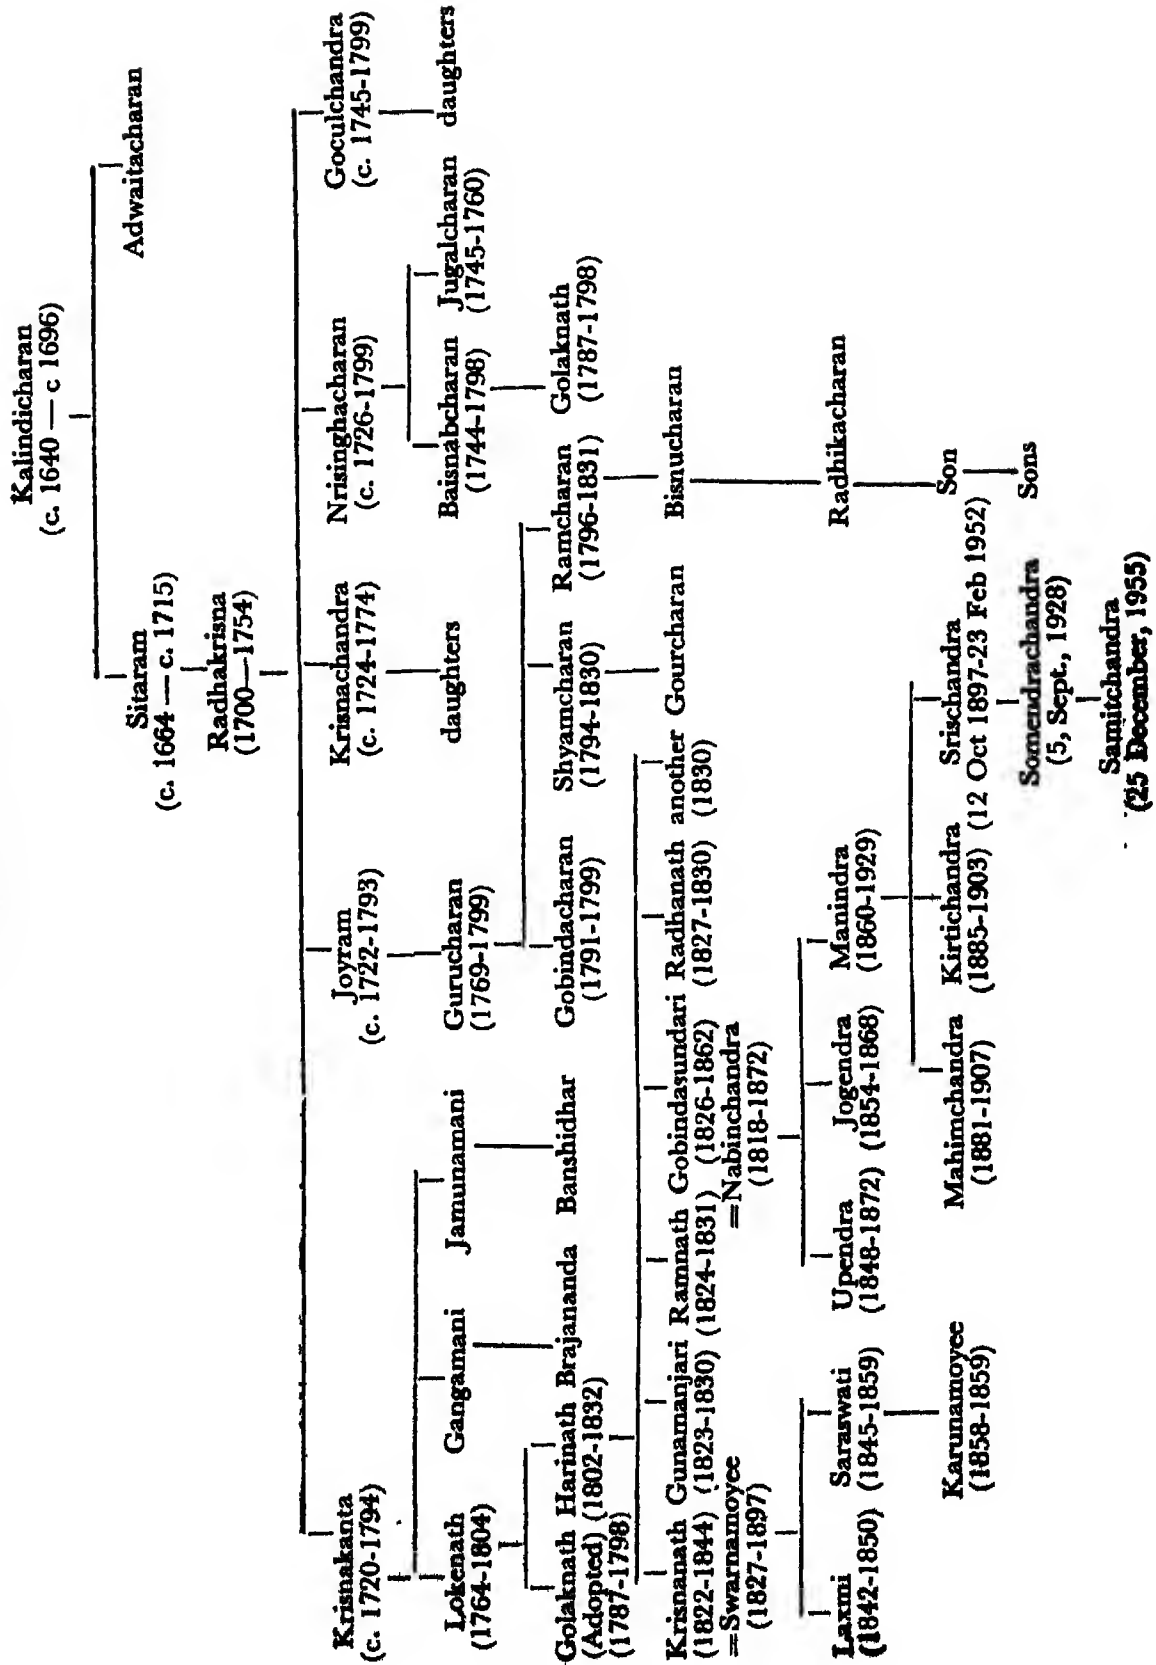 Kalindicharan
(c. 1640 — c 1696)
Sitaram
(c. 1664 — c. 1715)
Adwaitacharan
Radhakrisna
(1700—1754)
Krisnakanta
(c. 1720-1794)
Joyram
(c. 1722-1793)
Krisnachandra
(c. 1724-1774)
Nrisinghacharan
(c. 1726-1799)
Goculchandra
(c. 1745-1799)
Lokenath
(1764-1804)
Gangamani
Jamunamani
Gurucharan
(1769-1799)
daughters
Baisnabcharan
(1744-1798)
Jugalcharan
(1745-1760)
daughters
Golaknath
(Adopted)
(1787-1798)
Harinath
(1802-1832)
Brajananda
Banshidhar
Gobindacharan
(1791-1799)
Shyamcharan
(1794-1830)
Ramcharan
(1796-1831)
Golaknath
(1787-1798)
Krisnanath
(1822-1844)
=Swarnamoyee
(1827-1897)
Gunamanjari
(1823-1830)
Ramnath
(1824-1831)
Gobindasundari
(1826-1862)
=Nabinchandra
(1818-1872)
Radhanath
(1827-1830)
another
(1830)
Gourcharan
Bisnucharan
Laxmi
(1842-1850)
Saraswati
(1845-1859)
Upendra
(1848-1872)
Jogendra
(1854-1868)
Manindra
(1860-1929)
Radhikacharan
Karunamoyee
(1858-1859)
Mahimchandra
(1881-1907)
Kirtichandra
(1885-1903)
Srischandra
(12 Oct 1897-23 Feb 1952)
Son
Somendrachandra
(5, Sept., 1928)
Sons
Samitchandra
(25 December, 1955)